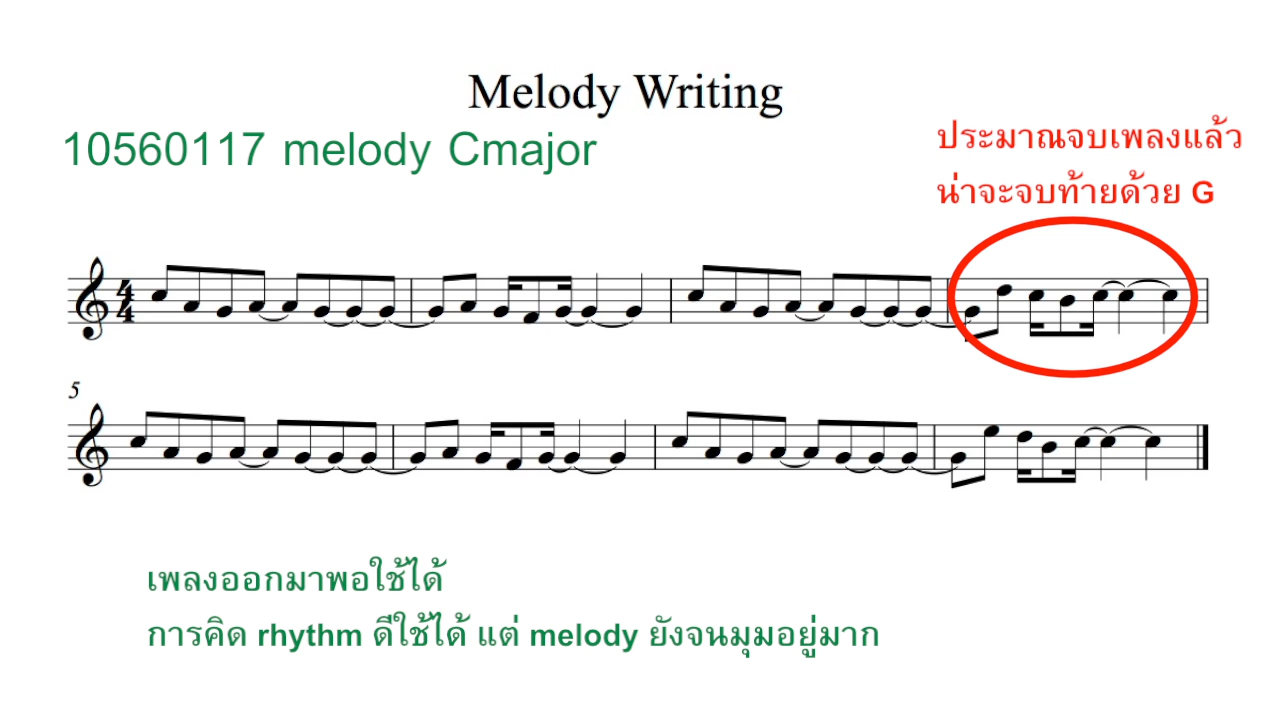 Melody Writing
10560117 melody Cmajor
ประมาณจบเพลงแล้ว
น่าจะจบท้ายด้วย G
5
เพลงออกมาพอใช้ได้
การคิด rhythm ดีใช้ได้ แต่ melody ยังจนมุมอยู่มาก